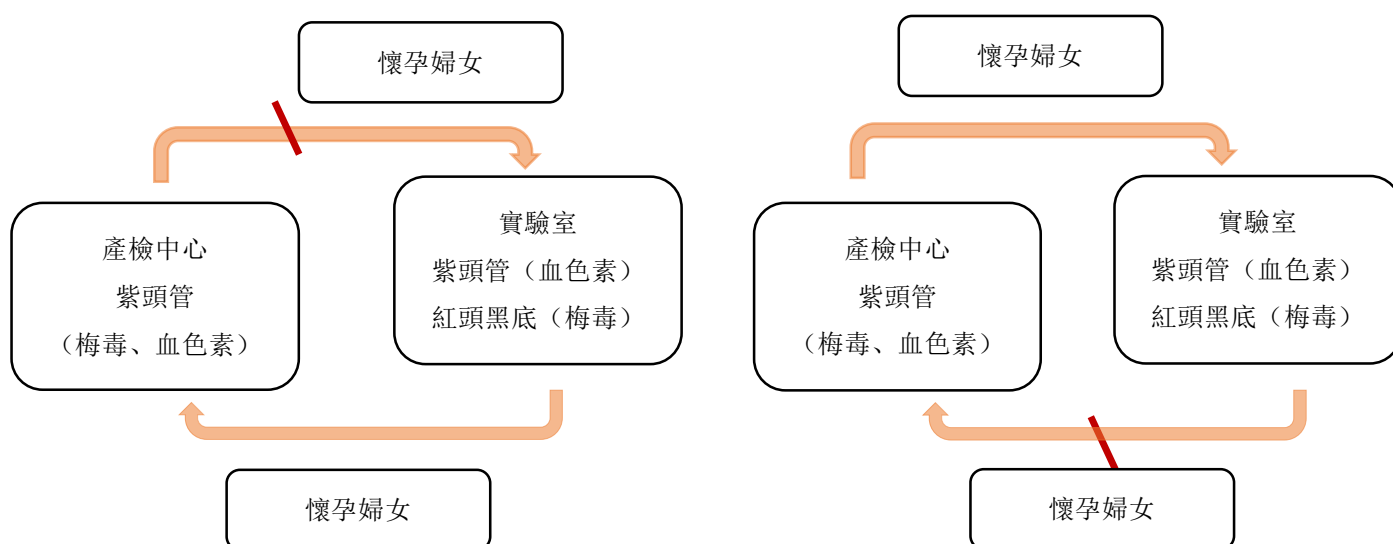 懷孕婦女
產檢中心
紫頭管
（梅毒、血色素）
實驗室
紫頭管（血色素）
紅頭黑底（梅毒）
懷孕婦女
懷孕婦女
產檢中心
紫頭管
（梅毒、血色素）
實驗室
紫頭管（血色素）
紅頭黑底（梅毒）
懷孕婦女